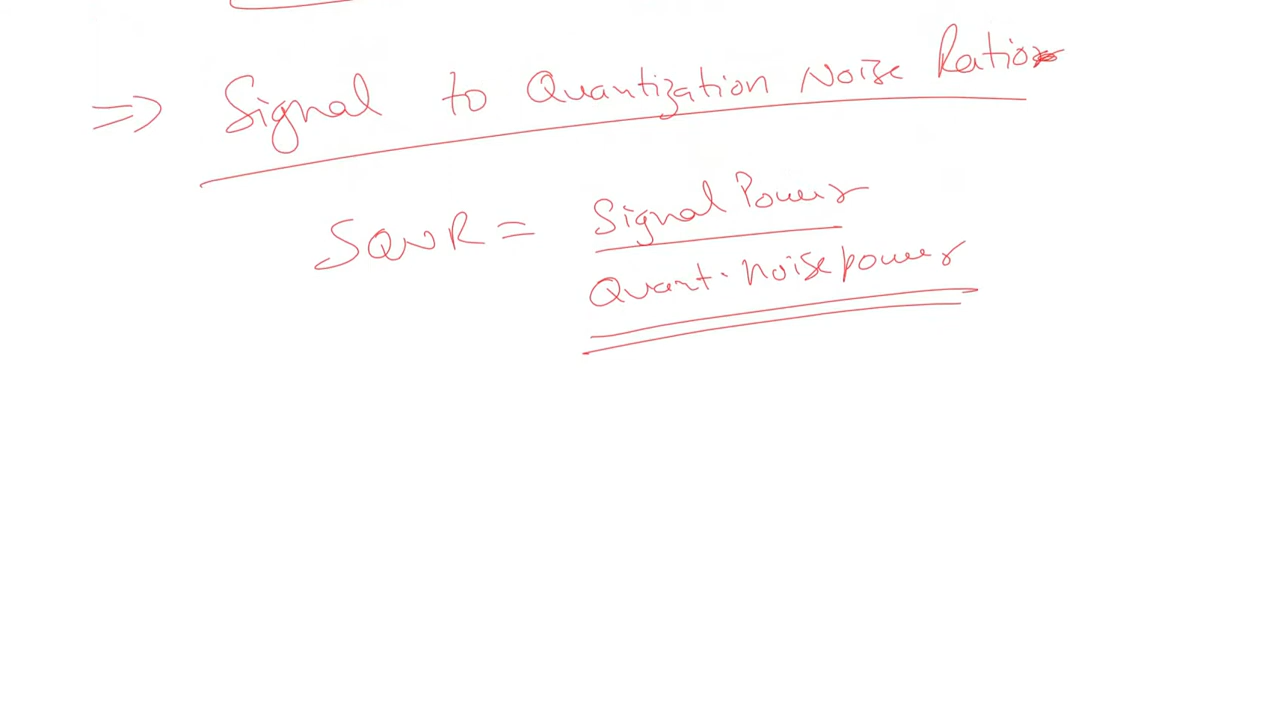 ⇒ Signal to Quantization Noise Ratio
SQNR = Signal Power
Quant. Noise power